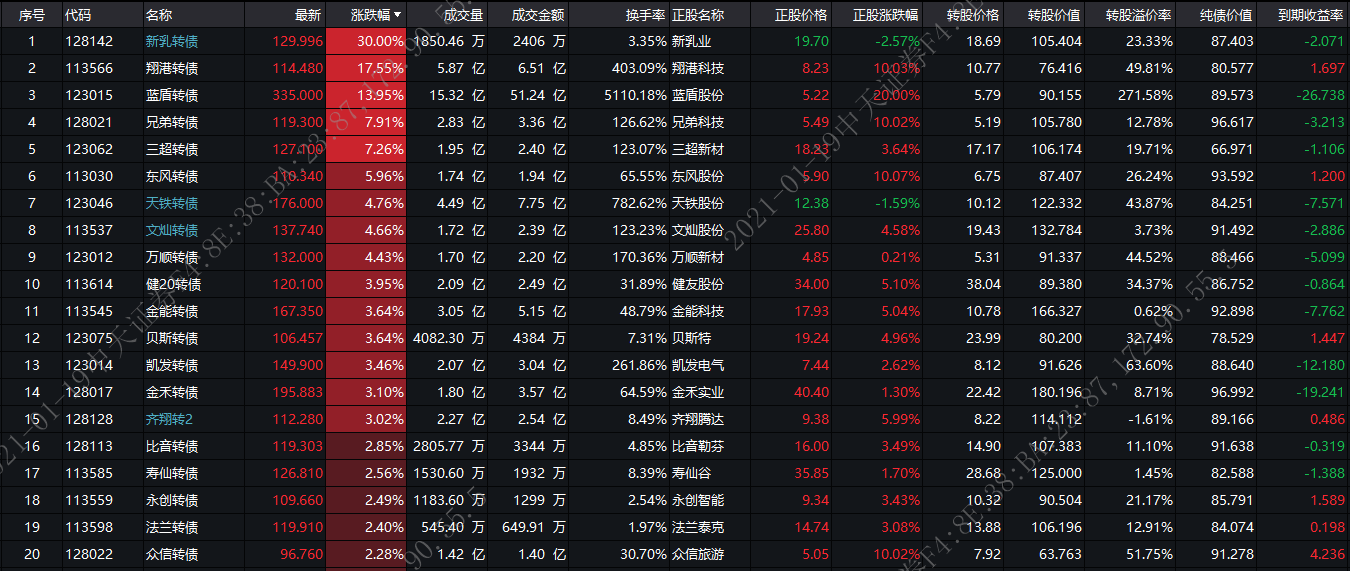 序号 代码 名称 最新 涨跌幅 成交量 成交金额 换手率 正股名称 正股价格 正股涨跌幅 转股价格 转股价值 转股溢价率 纯债价值 到期收益率
1 128142 新乳转债 129.996 30.00% 1850.46 万 2406 万 3.35% 新乳业 19.70 -2.57% 18.69 105.404 23.33% 87.403 -2.071
2 113566 翔港转债 114.480 17.55% 5.87 亿 6.51 亿 403.09% 翔港科技 8.23 10.03% 10.77 76.416 49.81% 80.577 1.697
3 123015 蓝盾转债 335.000 13.95% 15.32 亿 51.24 亿 5110.18% 蓝盾股份 5.22 20.00% 5.79 90.155 271.58% 89.573 -26.738
4 128021 兄弟转债 119.300 7.91% 2.83 亿 3.36 亿 126.62% 兄弟科技 5.49 10.02% 5.19 105.780 12.78% 96.617 -3.213
5 123062 三超转债 127.100 7.26% 1.95 亿 2.40 亿 123.07% 三超新材 18.23 3.64% 17.17 106.174 19.71% 66.971 -1.106
6 113030 东风转债 110.340 5.96% 1.74 亿 1.94 亿 65.55% 东风股份 5.90 10.07% 6.75 87.407 26.24% 93.592 1.200
7 123046 天铁转债 176.000 4.76% 4.49 亿 7.75 亿 782.62% 天铁股份 12.38 -1.59% 10.12 122.332 43.87% 84.251 -7.571
8 113537 文灿转债 137.740 4.66% 1.72 亿 2.39 亿 123.23% 文灿股份 25.80 4.58% 19.43 132.784 3.73% 91.492 -2.886
9 123012 万顺转债 132.000 4.43% 1.70 亿 2.20 亿 170.36% 万顺新材 4.85 0.21% 5.31 91.337 44.52% 88.466 -5.099
10 113614 健20转债 120.100 3.95% 2.09 亿 2.49 亿 31.89% 健友股份 34.00 5.10% 38.04 89.380 34.37% 86.752 -0.864
11 113545 金能转债 167.350 3.64% 3.05 亿 5.15 亿 48.79% 金能科技 17.93 5.04% 10.78 166.327 0.62% 92.898 -7.762
12 123075 贝斯转债 106.457 3.64% 4082.30 万 4384 万 7.31% 贝斯特 19.24 4.96% 23.99 80.200 32.74% 78.529 1.447
13 123014 凯发转债 149.900 3.46% 2.07 亿 3.04 亿 261.86% 凯发电气 7.44 2.62% 8.12 91.626 63.60% 88.640 -12.180
14 128017 金禾转债 195.883 3.10% 1.80 亿 3.57 亿 64.59% 金禾实业 40.40 1.30% 22.42 180.196 8.71% 96.992 -19.241
15 128128 齐翔转2 112.280 3.02% 2.27 亿 2.54 亿 8.49% 齐翔腾达 9.38 5.99% 8.22 114.112 -1.61% 89.166 0.486
16 128113 比音转债 119.303 2.85% 2805.77 万 3344 万 4.85% 比音勒芬 16.00 3.49% 14.90 107.383 11.10% 91.638 -0.319
17 113585 寿仙转债 126.810 2.56% 1530.60 万 1932 万 8.39% 寿仙谷 35.85 1.70% 28.68 125.000 1.45% 82.588 -1.388
18 113559 永创转债 109.660 2.49% 1183.60 万 1299 万 2.54% 永创智能 9.34 3.43% 10.32 90.504 21.17% 85.791 1.589
19 113598 法兰转债 119.910 2.40% 545.40 万 649.91 万 1.97% 法兰泰克 14.74 3.08% 13.88 106.196 12.91% 84.074 0.198
20 128022 众信转债 96.760 2.28% 1.42 亿 1.40 亿 30.70% 众信旅游 5.05 10.02% 7.92 63.763 51.75% 91.278 4.236